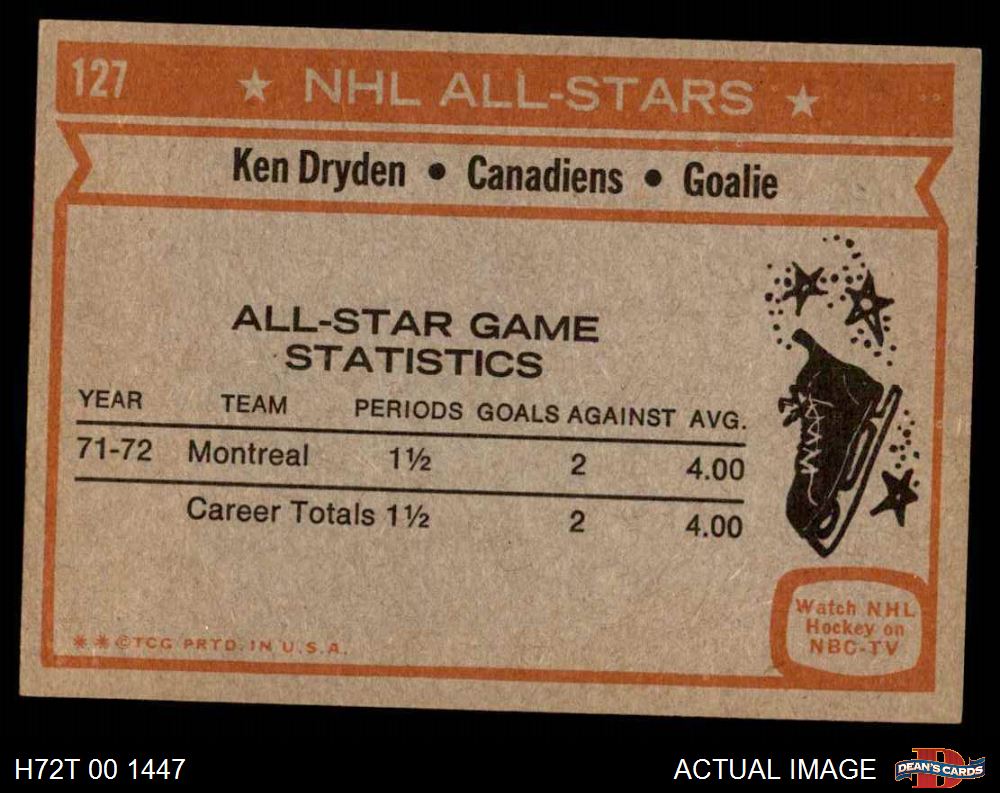 127
★ NHL ALL-STARS ★
Ken Dryden • Canadiens • Goalie
ALL-STAR GAME
STATISTICS
YEAR TEAM PERIODS GOALS AGAINST AVG.
71-72 Montreal 1½ 2 4.00
Career Totals 1½ 2 4.00
Watch NHL
Hockey on
NBC-TV
✱ ✱ ©TCG PRTD. IN U.S.A.
H72T 00 1447
ACTUAL IMAGE
D
DEAN'S CARDS